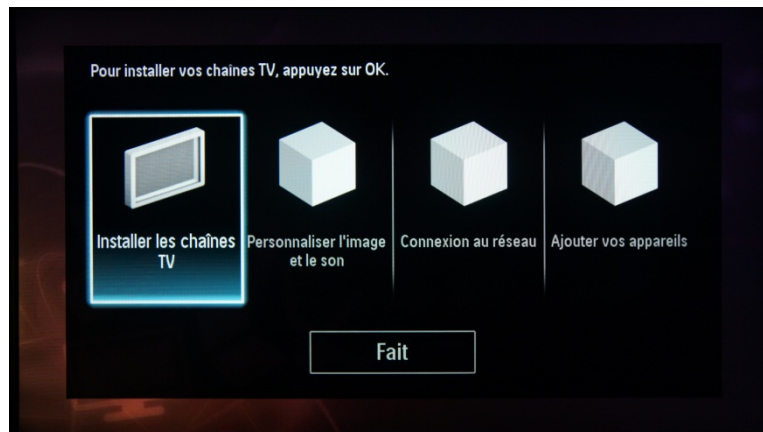 Pour installer vos chaînes TV, appuyez sur OK.
Installer les chaînes
TV
Personnaliser l'image
et le son
Connexion au réseau
Ajouter vos appareils
Fait